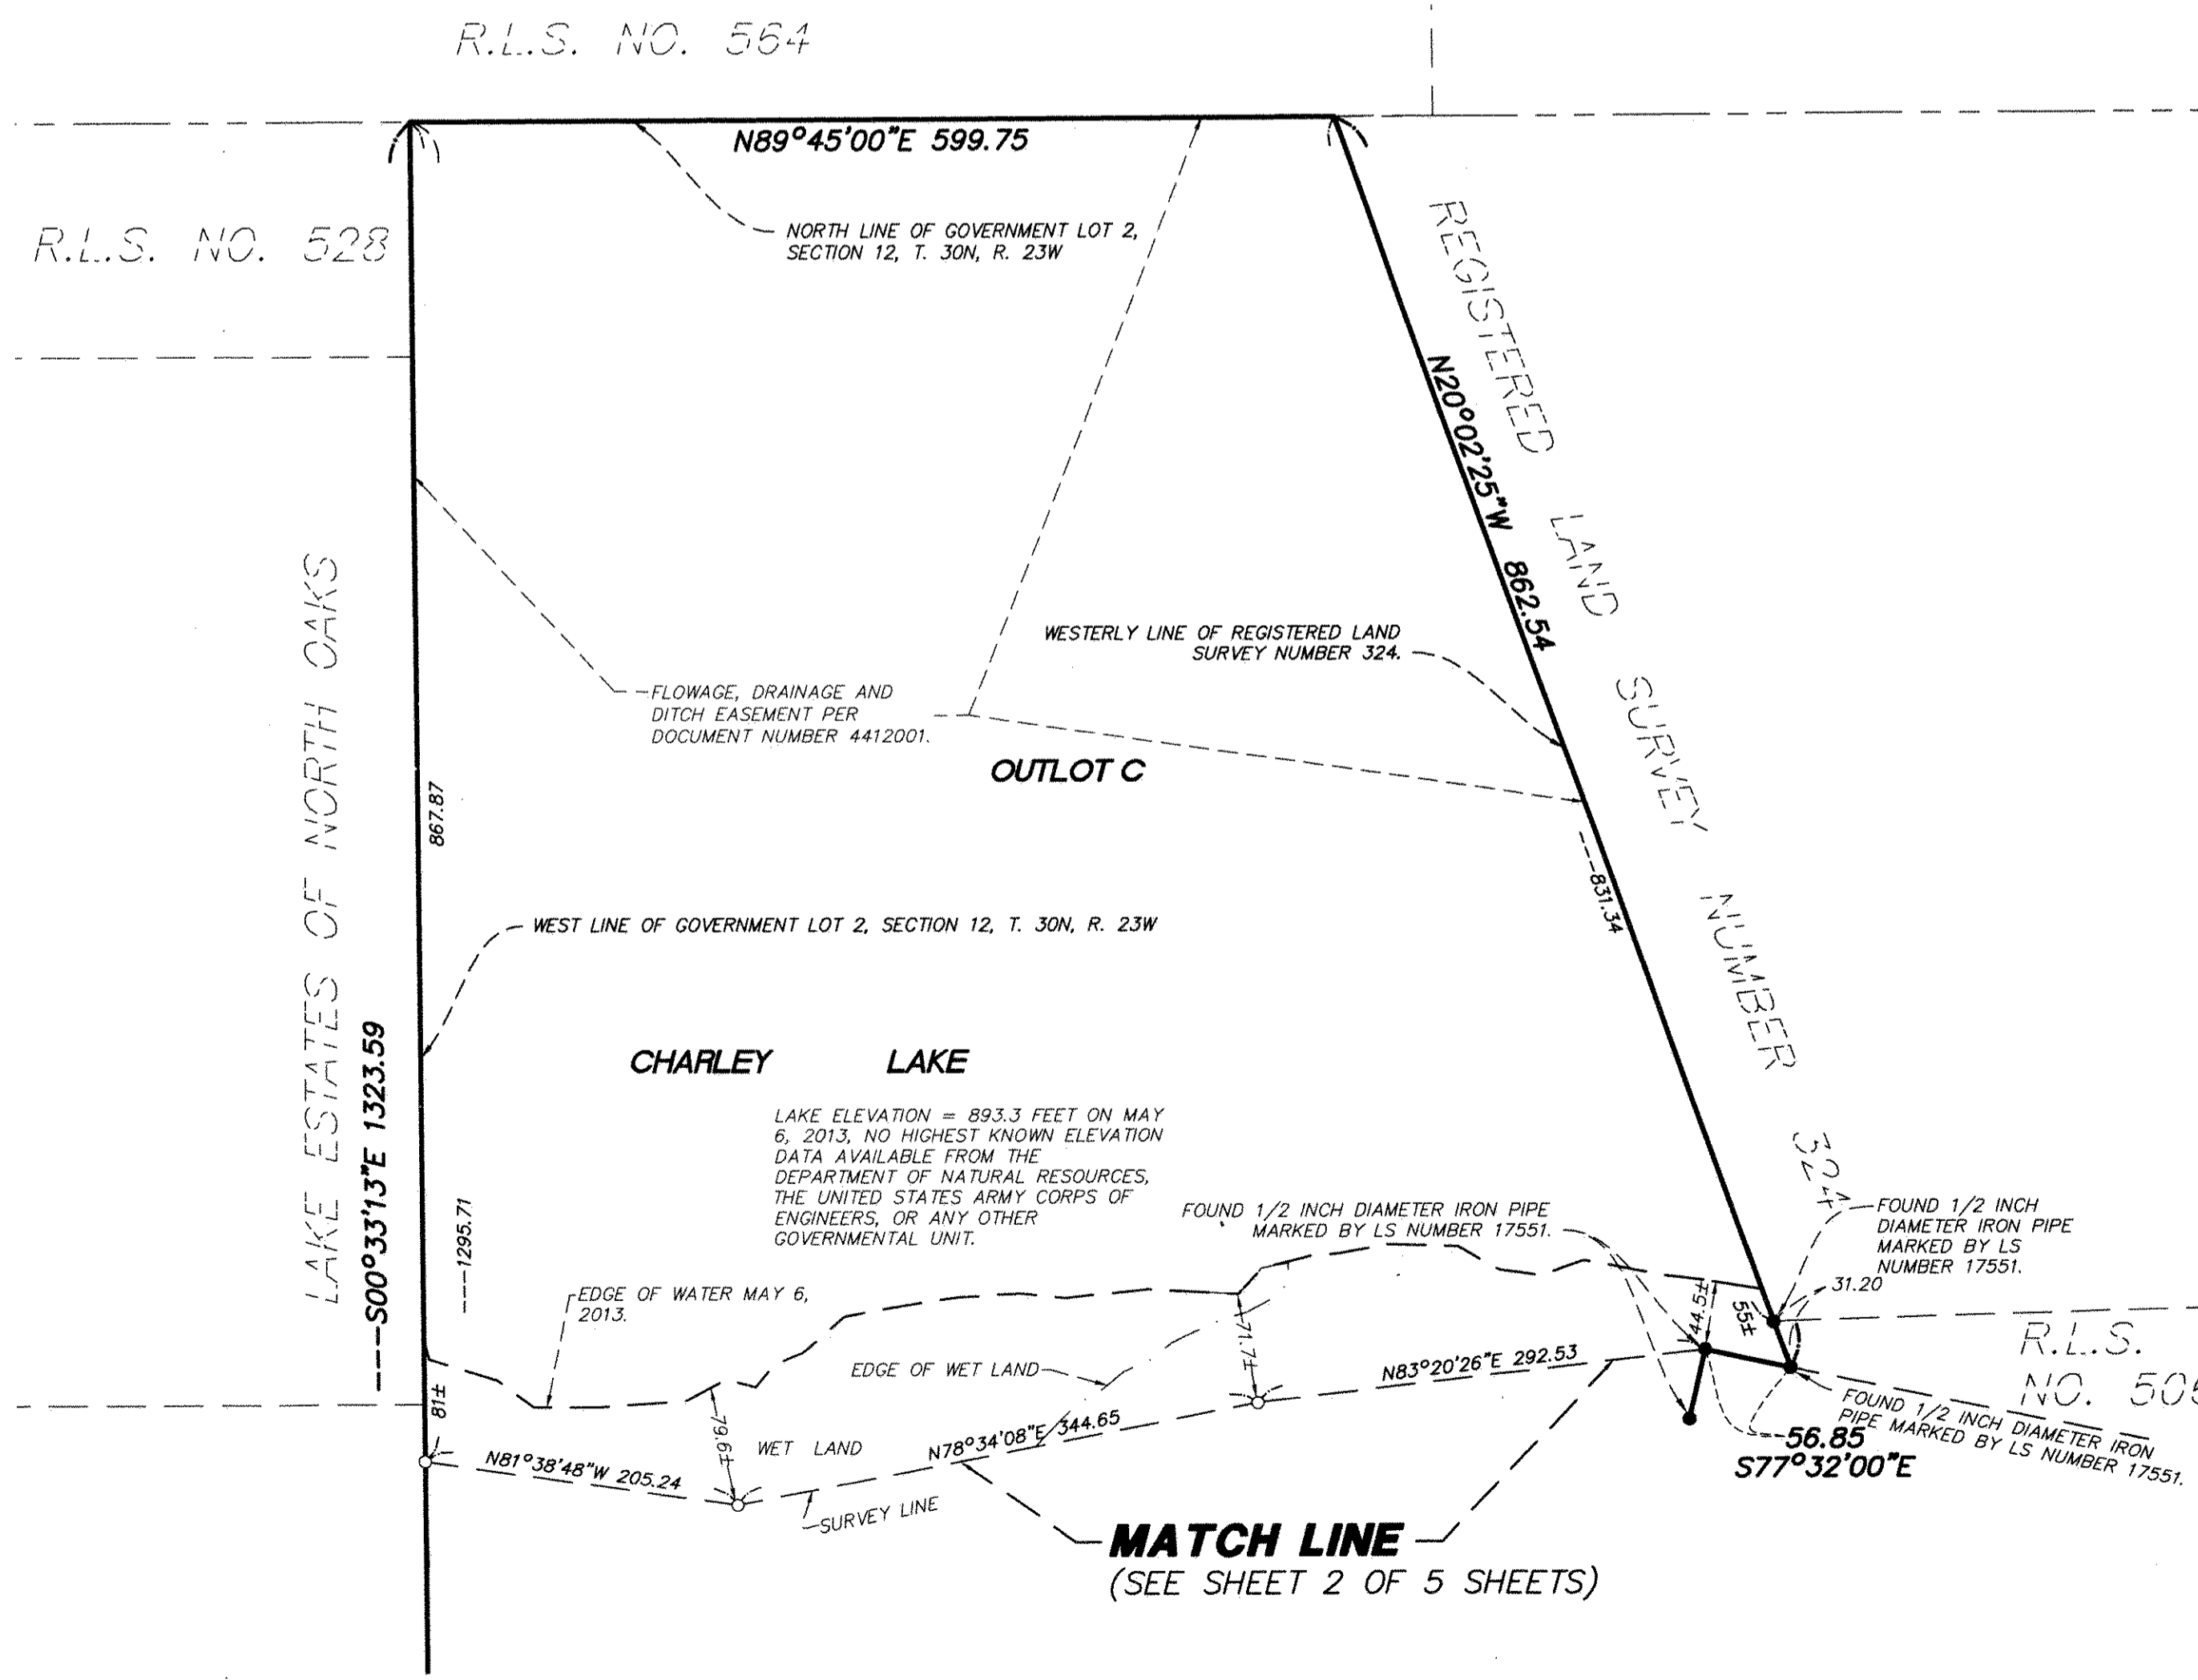 R.L.S. NO. 564
N89°45'00"E 599.75
NORTH LINE OF GOVERNMENT LOT 2,
SECTION 12, T. 30N, R. 23W
R.L.S. NO. 528
REGISTERED LAND SURVEY NUMBER 324
N20°02'25"W 862.54
WESTERLY LINE OF REGISTERED LAND
SURVEY NUMBER 324.
FLOWAGE, DRAINAGE AND
DITCH EASEMENT PER
DOCUMENT NUMBER 4412001.
OUTLOT C
LAKE ESTATES OF NORTH OAKS
867.87
831.34
WEST LINE OF GOVERNMENT LOT 2, SECTION 12, T. 30N, R. 23W
S00°33'13"E 1323.59
1295.71
CHARLEY LAKE
LAKE ELEVATION = 893.3 FEET ON MAY
6, 2013, NO HIGHEST KNOWN ELEVATION
DATA AVAILABLE FROM THE
DEPARTMENT OF NATURAL RESOURCES,
THE UNITED STATES ARMY CORPS OF
ENGINEERS, OR ANY OTHER
GOVERNMENTAL UNIT.
FOUND 1/2 INCH DIAMETER IRON PIPE
MARKED BY LS NUMBER 17551.
FOUND 1/2 INCH
DIAMETER IRON PIPE
MARKED BY LS
NUMBER 17551.
31.20
EDGE OF WATER MAY 6,
2013.
44.5±
55±
71.7±
EDGE OF WET LAND
N83°20'26"E 292.53
R.L.S.
NO. 505
81±
79.6±
WET LAND
N78°34'08"E 344.65
N81°38'48"W 205.24
SURVEY LINE
FOUND 1/2 INCH DIAMETER IRON
PIPE MARKED BY LS NUMBER 17551.
56.85
S77°32'00"E
MATCH LINE
(SEE SHEET 2 OF 5 SHEETS)